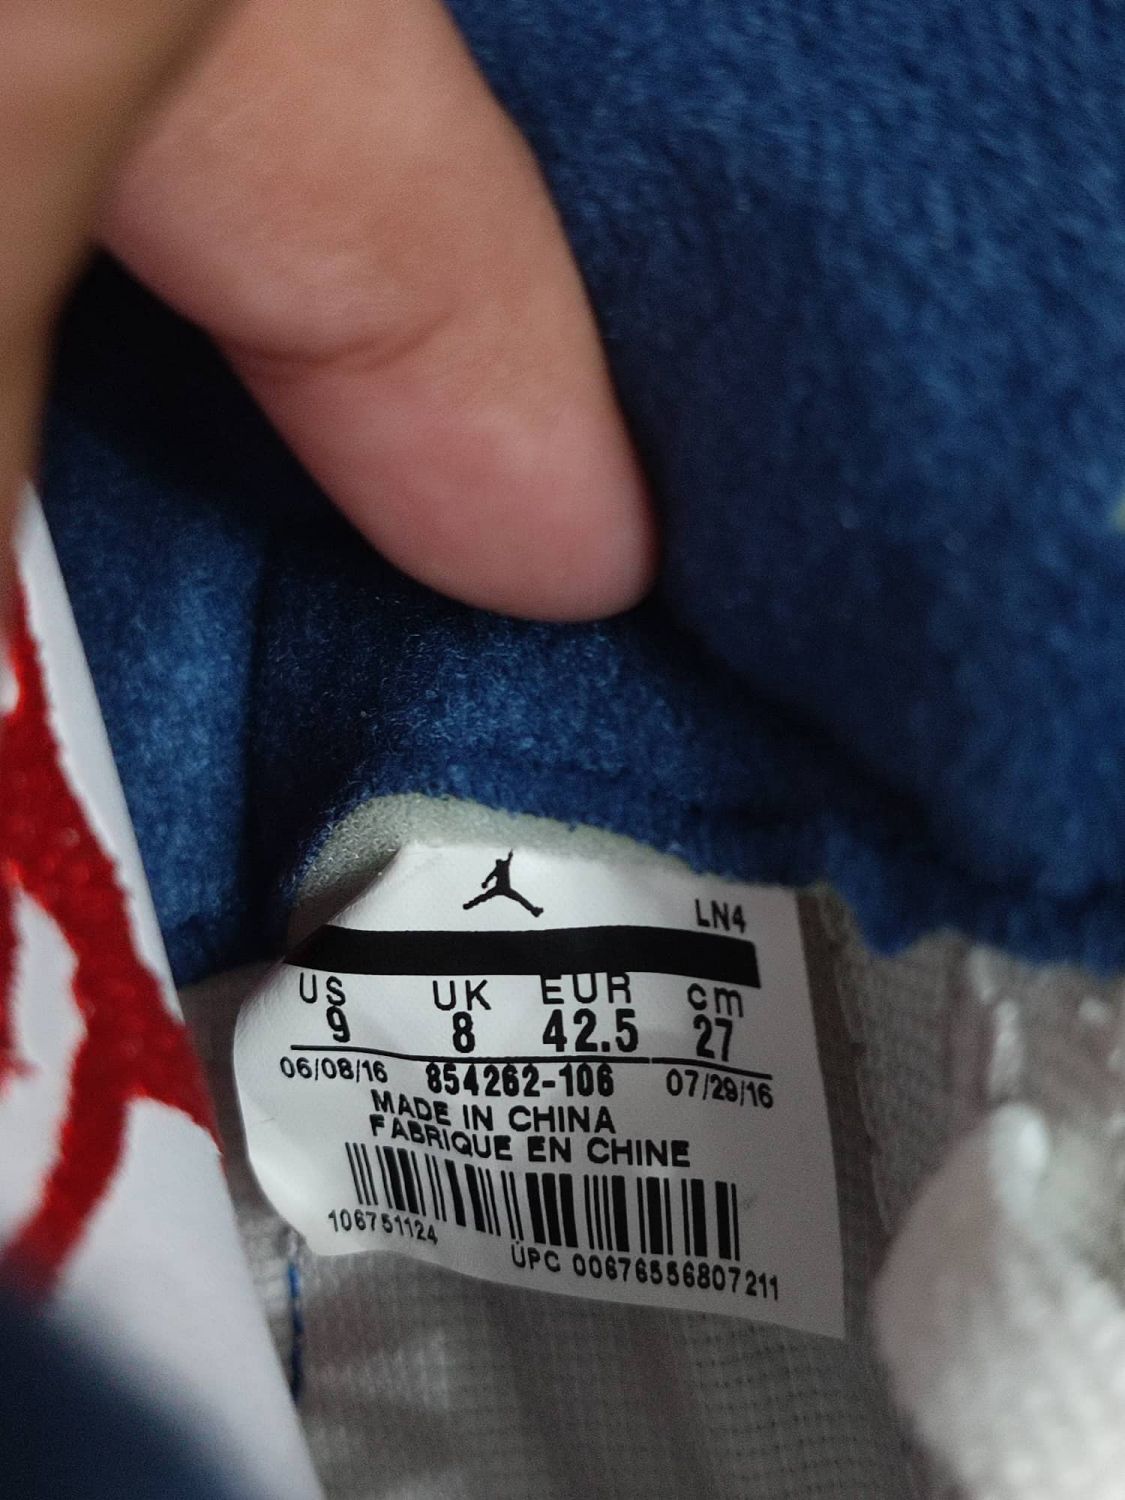 LN4
US UK EUR cm
9 8 42.5 27
06/08/16 854262-106 07/29/16
MADE IN CHINA
FABRIQUE EN CHINE
106751124
UPC 00676556807211